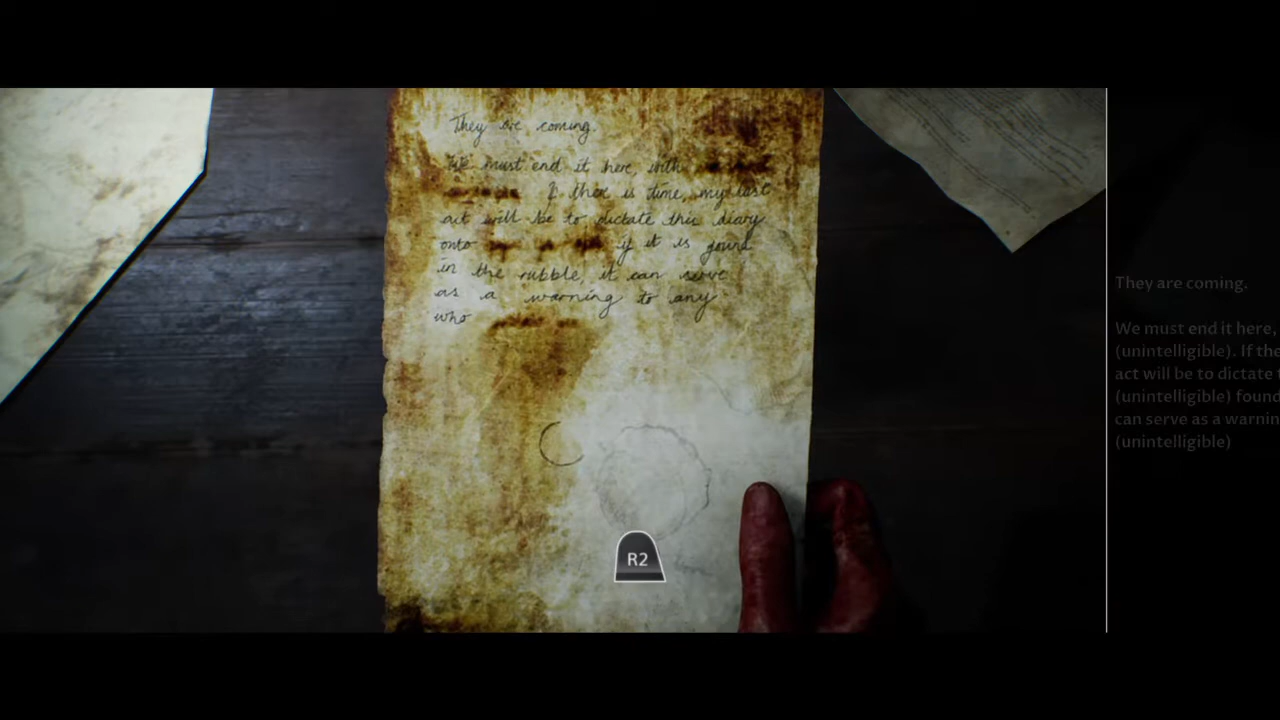 They are coming.
We must end it here, with
If there is time, my last
act will be to dictate this diary
onto if it is found
in the rubble, it can serve
as a warning to any
who
R2
They are coming.
We must end it here,
(unintelligible). If the
act will be to dictate t
(unintelligible) found
can serve as a warnin
(unintelligible)